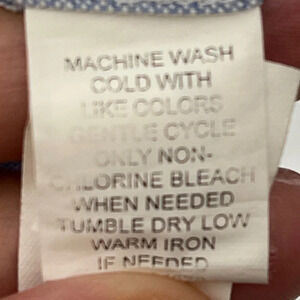 MACHINE WASH
COLD WITH
LIKE COLORS
GENTLE CYCLE
ONLY NON-
CHLORINE BLEACH
WHEN NEEDED
TUMBLE DRY LOW
WARM IRON
IF NEEDED